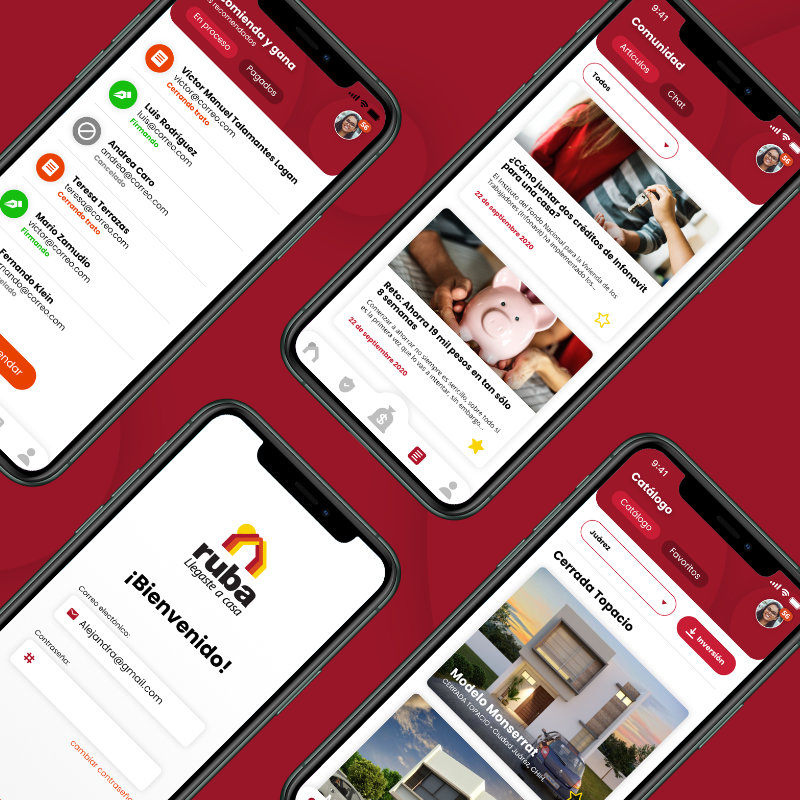 comienda y gana
s recomendados
En proceso
Pagados
56
Victor Manuel Talamantes Logan
victor@correo.com
Cerrando trato
Luis Rodríguez
luis@correo.com
Firmando
Andrea Caro
andrea@correo.com
Cancelado
Teresa Terrazas
teresa@correo.com
Cerrando trato
Mario Zamudio
victor@correo.com
Firmando
Fernando Klein
rnando@correo.com
celado
endar
9:41
Comunidad
Artículos
Chat
56
Todos
¿Cómo juntar dos créditos de Infonavit
para una casa?
El Instituto del Fondo Nacional para la Vivienda de los
Trabajadores (Infonavit) ha implementado los...
22 de septiembre 2020
Reto: Ahorra 19 mil pesos en tan sólo
8 semanas
Comenzar a ahorrar no siempre es sencillo, sobre todo si
es la primera vez que lo vas a intentar, sin embargo...
22 de septiembre 2020
ruba
Llegaste a casa
¡Bienvenido!
Correo electrónico:
Alejandra@gmail.com
Contraseña:
cambiar contraseña
9:41
Catálogo
Catálogo
Favoritos
56
Juárez
Inversión
Cerrada Topacio
Modelo Monserrat
CERRADA TOPACIO • Ciudad Juárez, CHIH